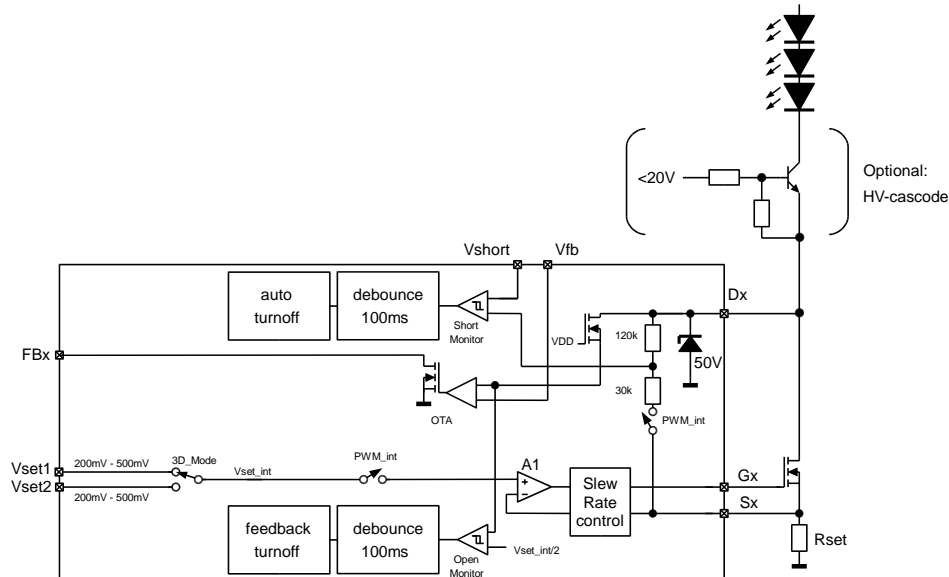 <20V
Optional:
HV-cascode
Vshort
Vfb
Dx
auto
turnoff
debounce
100ms
Short
Monitor
VDD
120k
50V
FBx
30k
OTA
PWM_int
Vset1
200mV - 500mV
3D_Mode
Vset_int
PWM_int
A1
Gx
Vset2
200mV - 500mV
Slew
Rate
control
Sx
feedback
turnoff
debounce
100ms
Open
Monitor
Vset_int/2
Rset